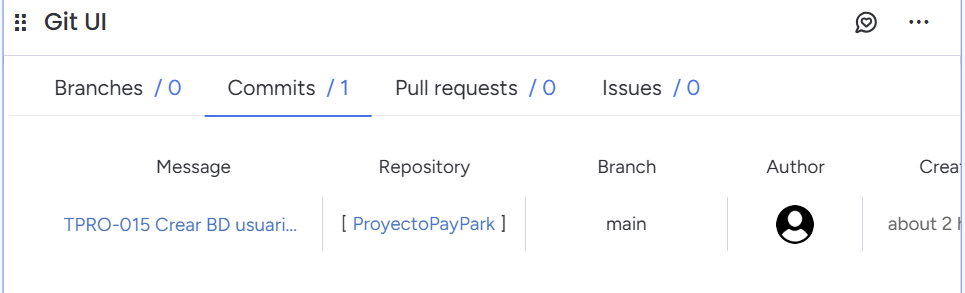 Git UI
Branches / 0 Commits / 1 Pull requests / 0 Issues / 0
Message Repository Branch Author
TPRO-015 Crear BD usuari... [ ProyectoPayPark ] main about 2